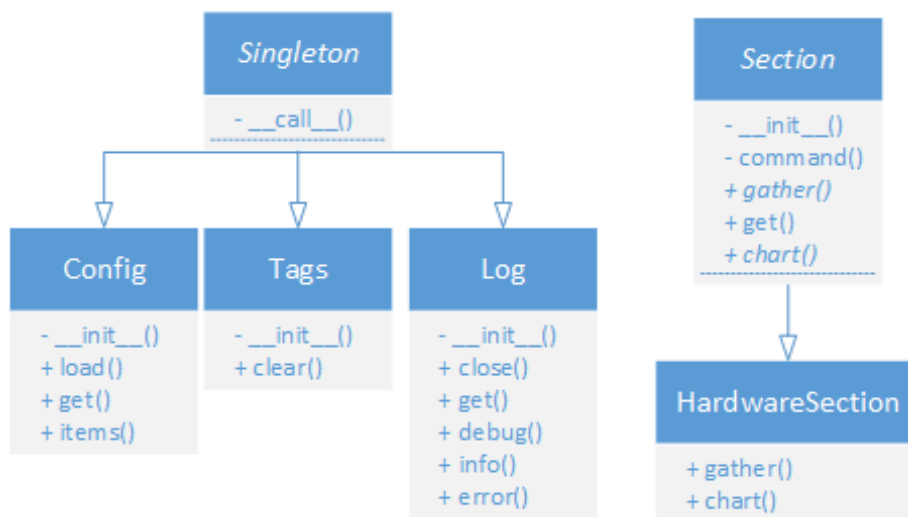 Singleton
- __call__()
Section
- __init__()
- command()
+ gather()
+ get()
+ chart()
Config
- __init__()
+ load()
+ get()
+ items()
Tags
- __init__()
+ clear()
Log
- __init__()
+ close()
+ get()
+ debug()
+ info()
+ error()
HardwareSection
+ gather()
+ chart()